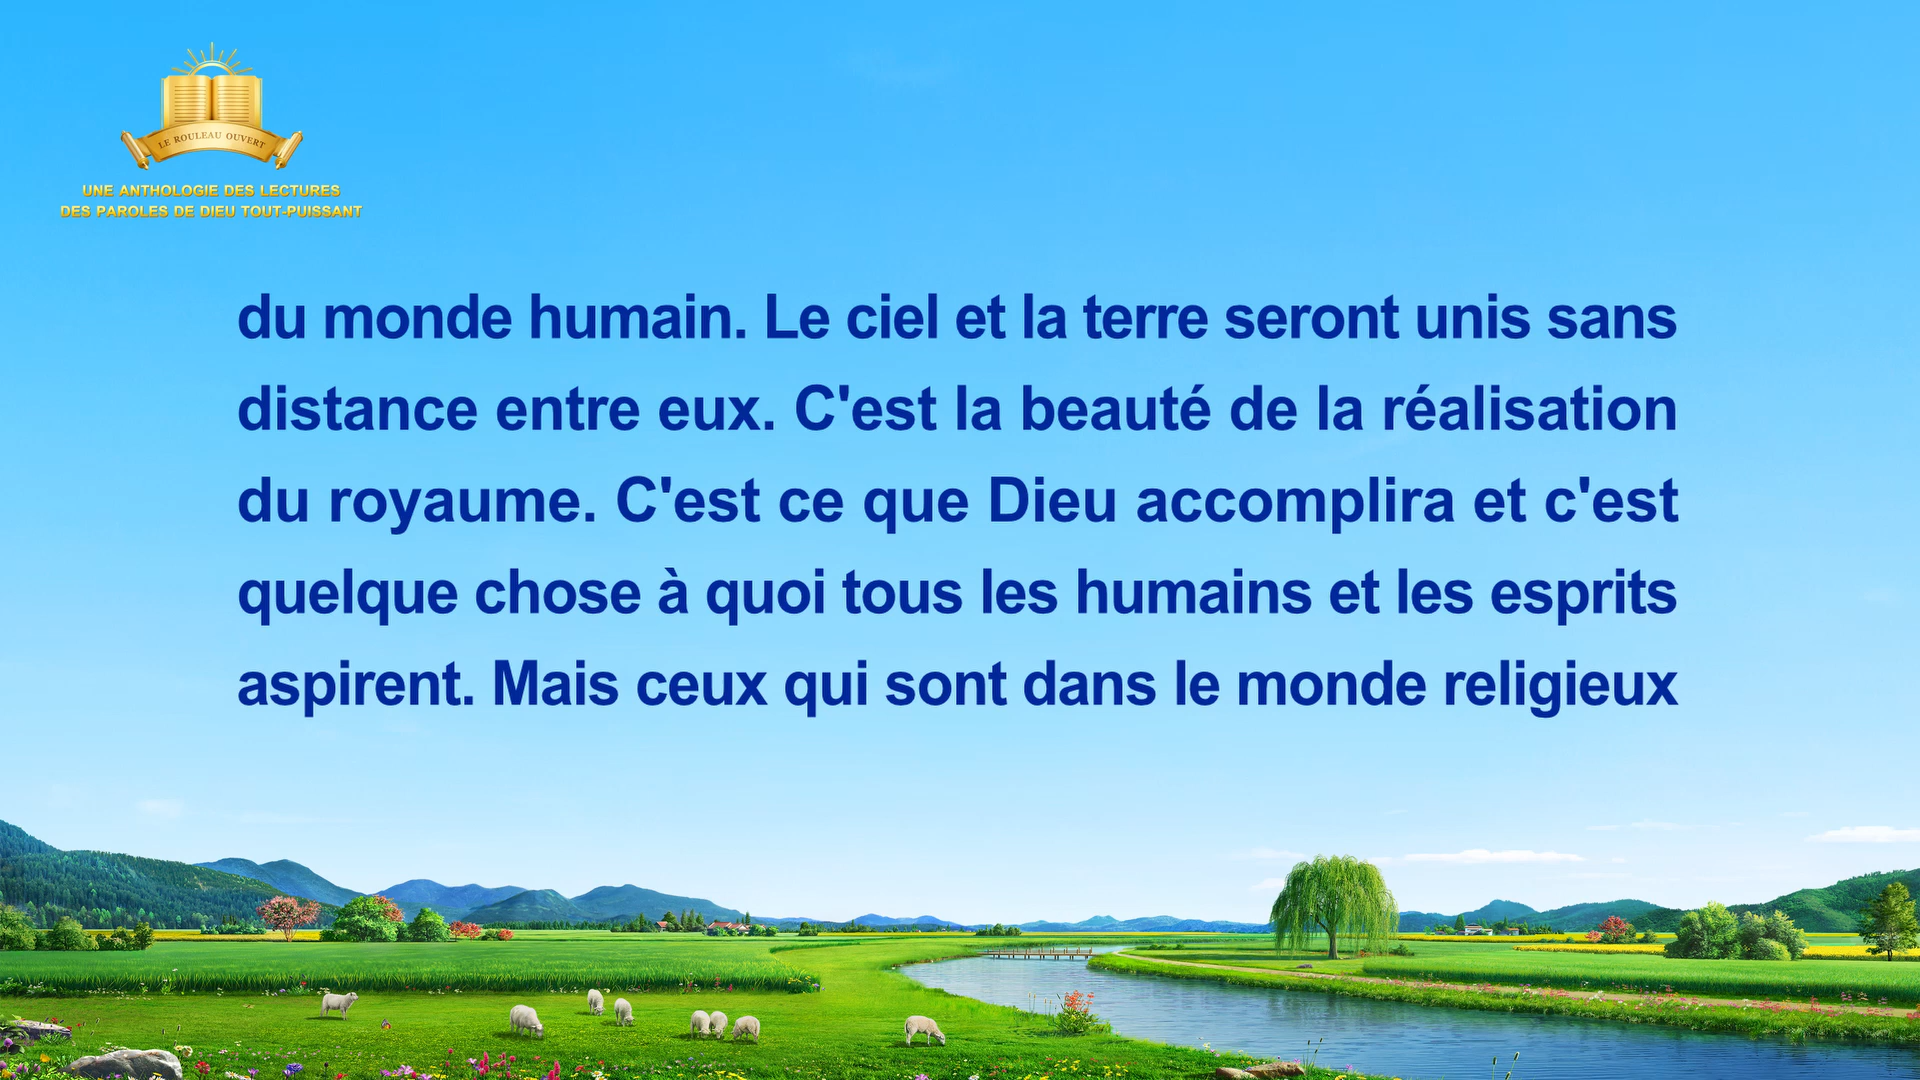 LE ROULEAU OUVERT
UNE ANTHOLOGIE DES LECTURES
DES PAROLES DE DIEU TOUT-PUISSANT
du monde humain. Le ciel et la terre seront unis sans
distance entre eux. C'est la beauté de la réalisation
du royaume. C'est ce que Dieu accomplira et c'est
quelque chose à quoi tous les humains et les esprits
aspirent. Mais ceux qui sont dans le monde religieux